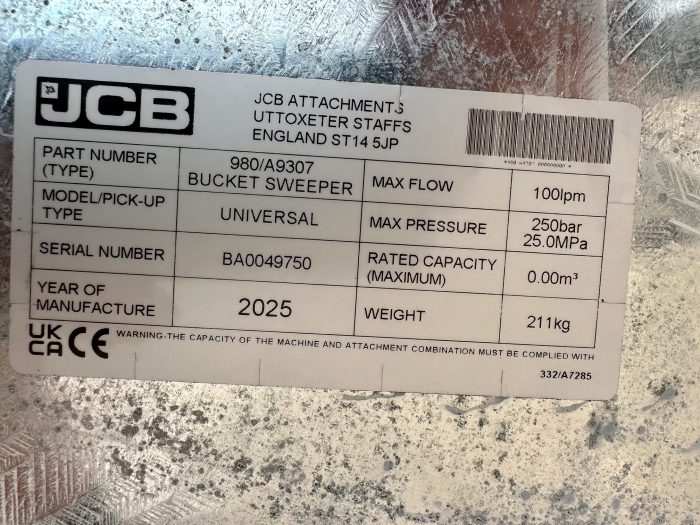 JCB
JCB ATTACHMENTS
UTTOXETER STAFFS
ENGLAND ST14 5JP
PART NUMBER (TYPE) 980/A9307 BUCKET SWEEPER MAX FLOW 100lpm
MODEL/PICK-UP TYPE UNIVERSAL MAX PRESSURE 250bar 25.0MPa
SERIAL NUMBER BA0049750 RATED CAPACITY (MAXIMUM) 0.00m³
YEAR OF MANUFACTURE 2025 WEIGHT 211kg
UK CA CE WARNING-THE CAPACITY OF THE MACHINE AND ATTACHMENT COMBINATION MUST BE COMPLIED WITH
332/A7285